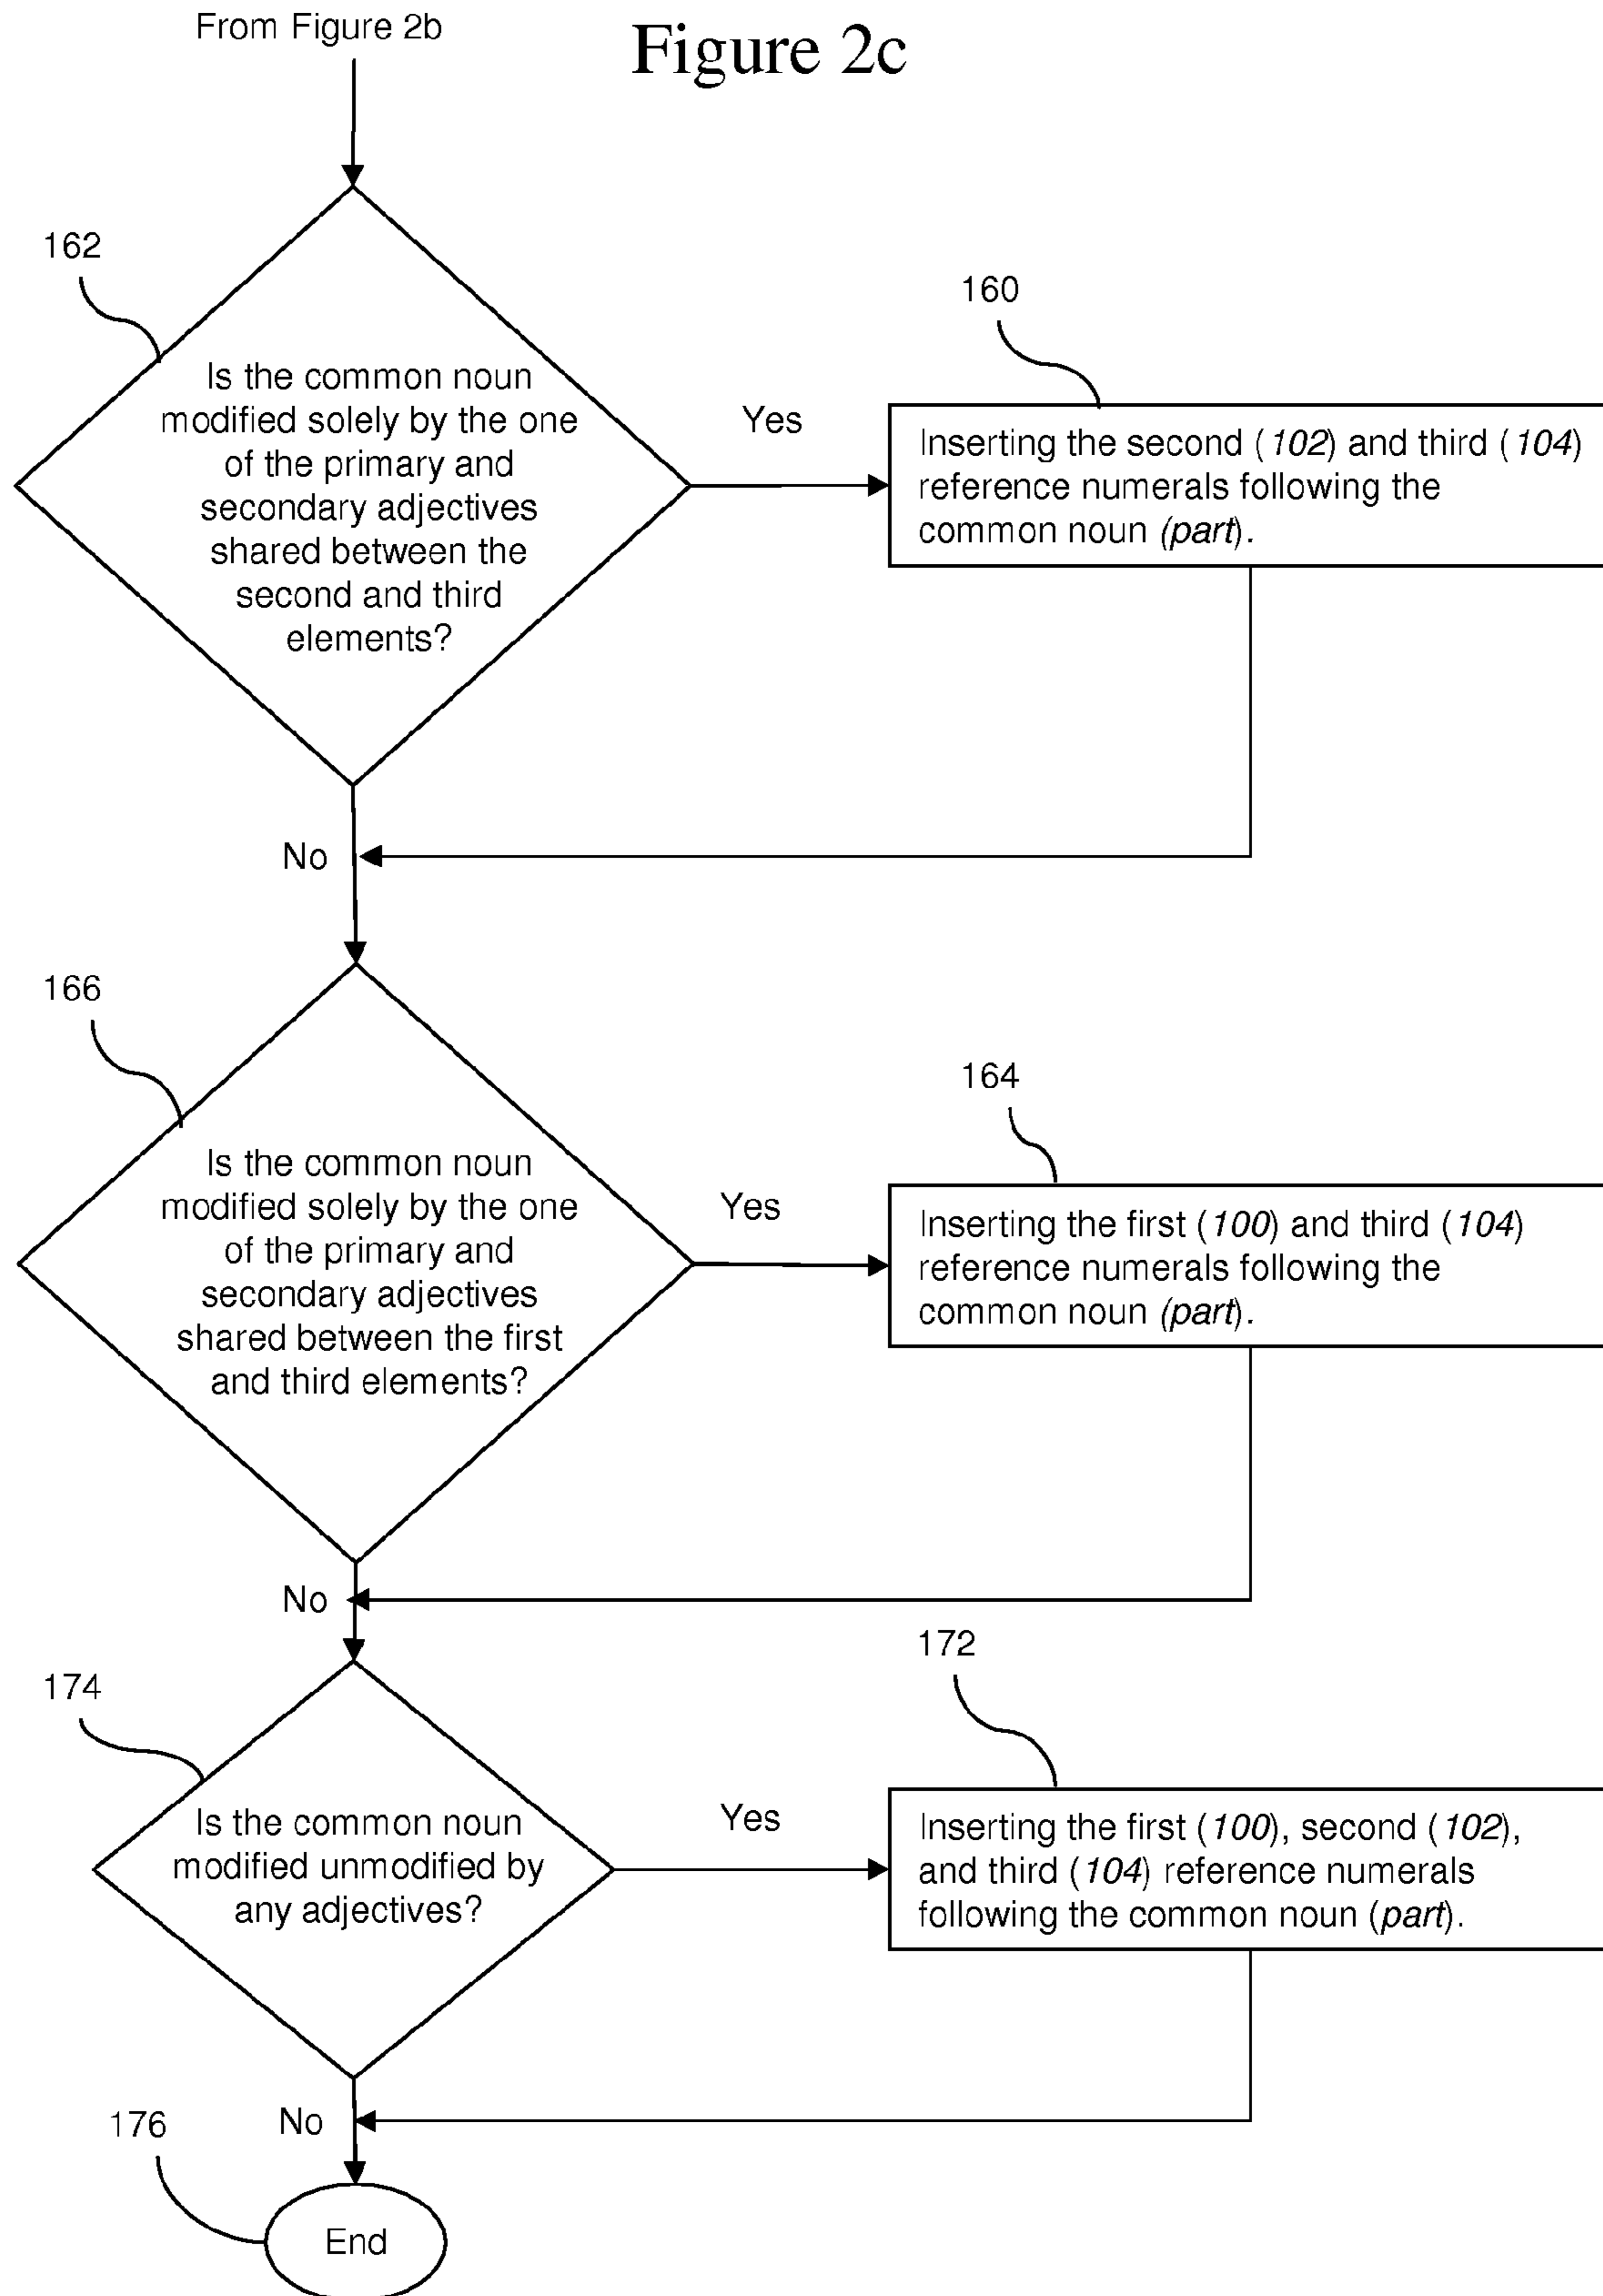 From Figure 2b
Figure 2c
162
Is the common noun
modified solely by the one
of the primary and
secondary adjectives
shared between the
second and third
elements?
Yes
160
Inserting the second (102) and third (104)
reference numerals following the
common noun (part).
No
166
Is the common noun
modified solely by the one
of the primary and
secondary adjectives
shared between the first
and third elements?
Yes
164
Inserting the first (100) and third (104)
reference numerals following the
common noun (part).
No
174
Is the common noun
modified unmodified by
any adjectives?
Yes
172
Inserting the first (100), second (102),
and third (104) reference numerals
following the common noun (part).
No
176
End